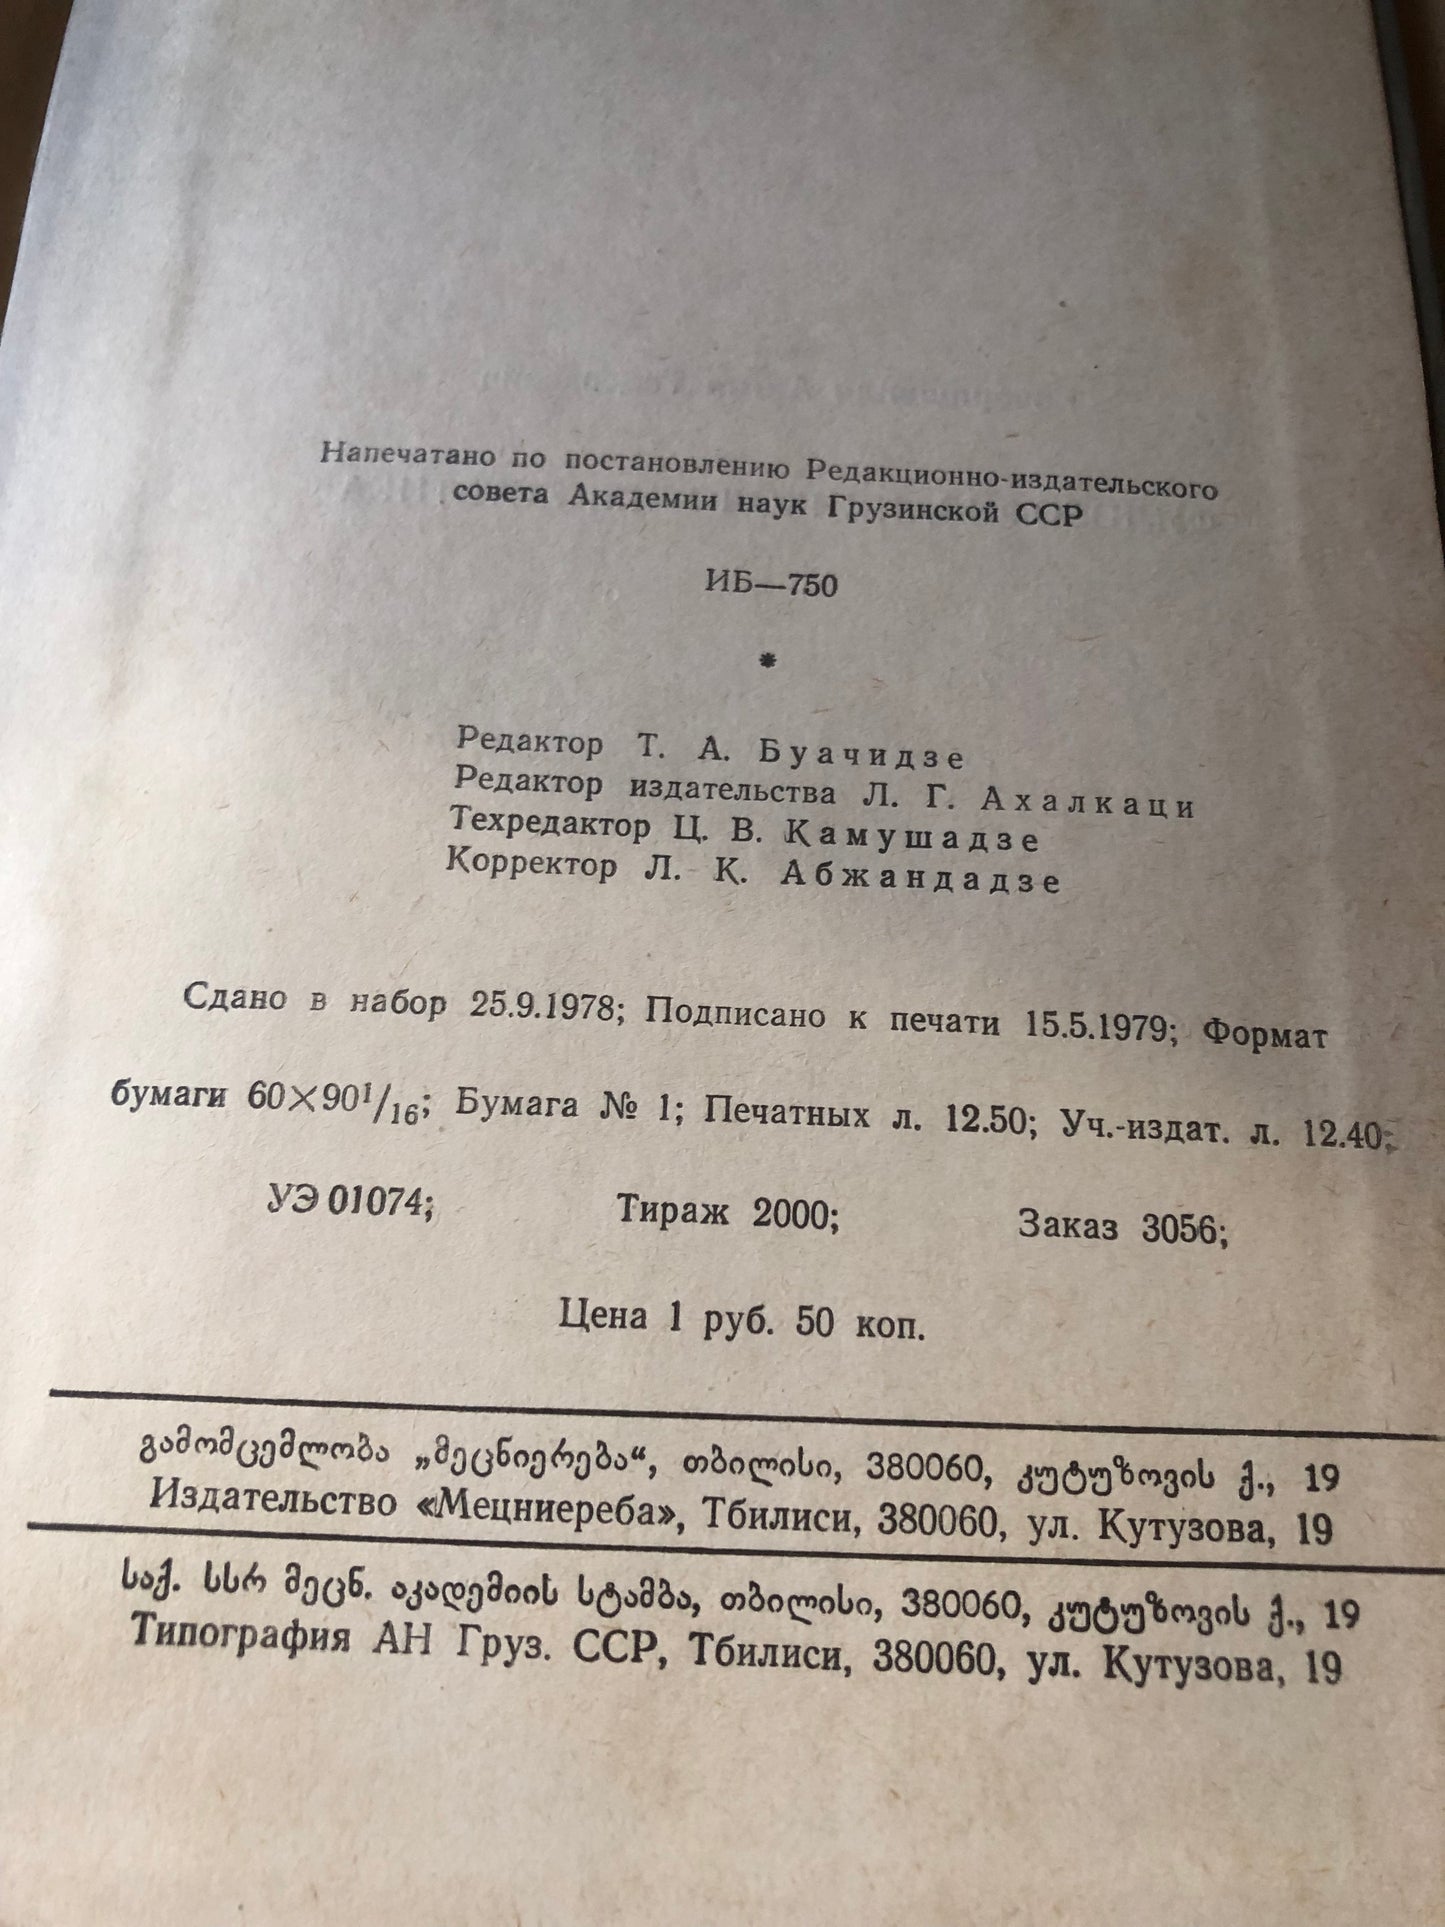 Напечатано по постановлению Редакционно-издательского
совета Академии наук Грузинской ССР
ИБ—750
*
Редактор Т. А. Буачидзе
Редактор издательства Л. Г. Ахалкаци
Техредактор Ц. В. Камушадзе
Корректор Л. К. Абжандадзе
Сдано в набор 25.9.1978; Подписано к печати 15.5.1979; Формат
бумаги 60×90¹/₁₆; Бумага № 1; Печатных л. 12.50; Уч.-издат. л. 12.40;
УЭ 01074; Тираж 2000; Заказ 3056;
Цена 1 руб. 50 коп.
გამომცემლობა „მეცნიერება“, თბილისი, 380060, კუტუზოვის ქ., 19
Издательство «Мецниереба», Тбилиси, 380060, ул. Кутузова, 19
საქ. სსრ მეცნ. აკადემიის სტამბა, თბილისი, 380060, კუტუზოვის ქ., 19
Типография АН Груз. ССР, Тбилиси, 380060, ул. Кутузова, 19